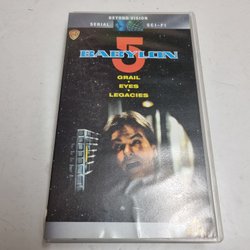 BEYOND VISION
SERIAL SCI-FI
5
BABYLON
GRAIL
EYES
LEGACIES